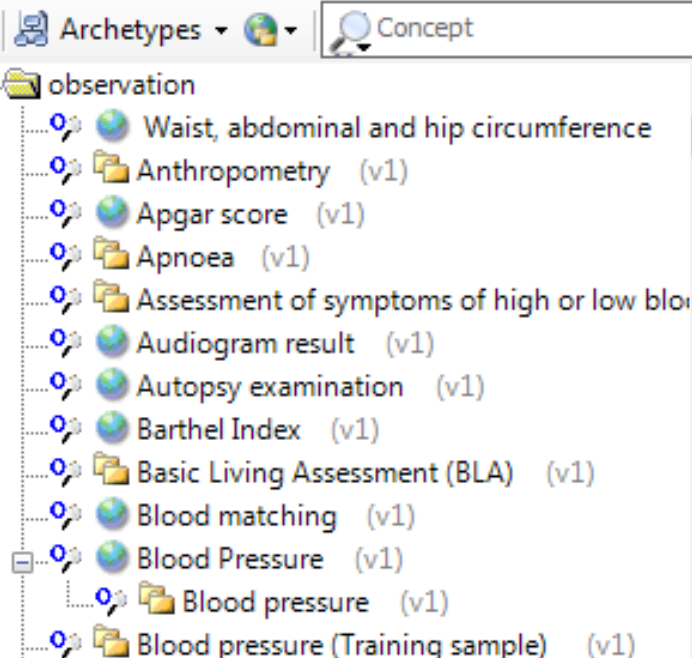 Archetypes Concept
observation
Waist, abdominal and hip circumference
Anthropometry (v1)
Apgar score (v1)
Apnoea (v1)
Assessment of symptoms of high or low
Audiogram result (v1)
Autopsy examination (v1)
Barthel Index (v1)
Basic Living Assessment (BLA) (v1)
Blood matching (v1)
Blood Pressure (v1)
Blood pressure (v1)
Blood pressure (Training sample) (v1)